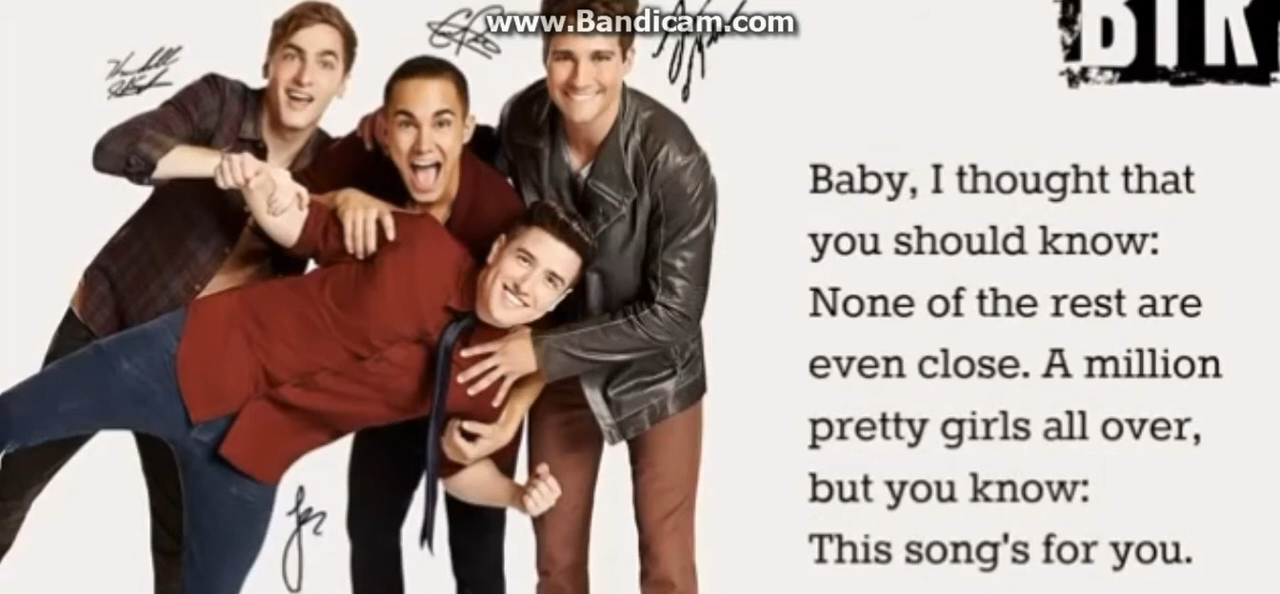 www.Bandicam.com
BTR
Baby, I thought that
you should know:
None of the rest are
even close. A million
pretty girls all over,
but you know:
This song's for you.